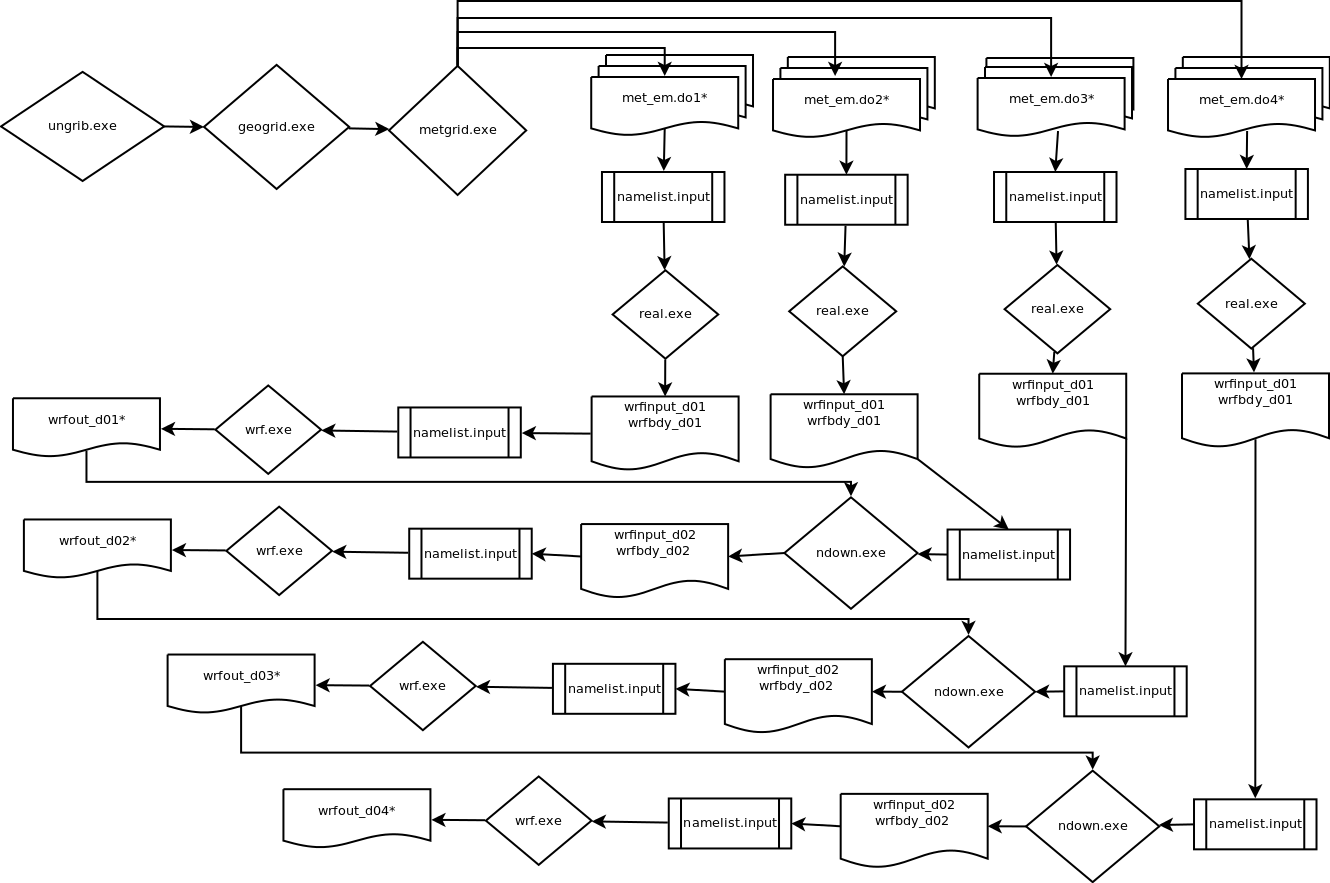 ungrib.exe
geogrid.exe
metgrid.exe
met_em.do1*
met_em.do2*
met_em.do3*
met_em.do4*
namelist.input
namelist.input
namelist.input
namelist.input
real.exe
real.exe
real.exe
real.exe
wrfout_d01*
wrf.exe
namelist.input
wrfinput_d01
wrfbdy_d01
wrfinput_d01
wrfbdy_d01
wrfinput_d01
wrfbdy_d01
wrfinput_d01
wrfbdy_d01
wrfout_d02*
wrf.exe
namelist.input
wrfinput_d02
wrfbdy_d02
ndown.exe
namelist.input
wrfout_d03*
wrf.exe
namelist.input
wrfinput_d02
wrfbdy_d02
ndown.exe
namelist.input
wrfout_d04*
wrf.exe
namelist.input
wrfinput_d02
wrfbdy_d02
ndown.exe
namelist.input